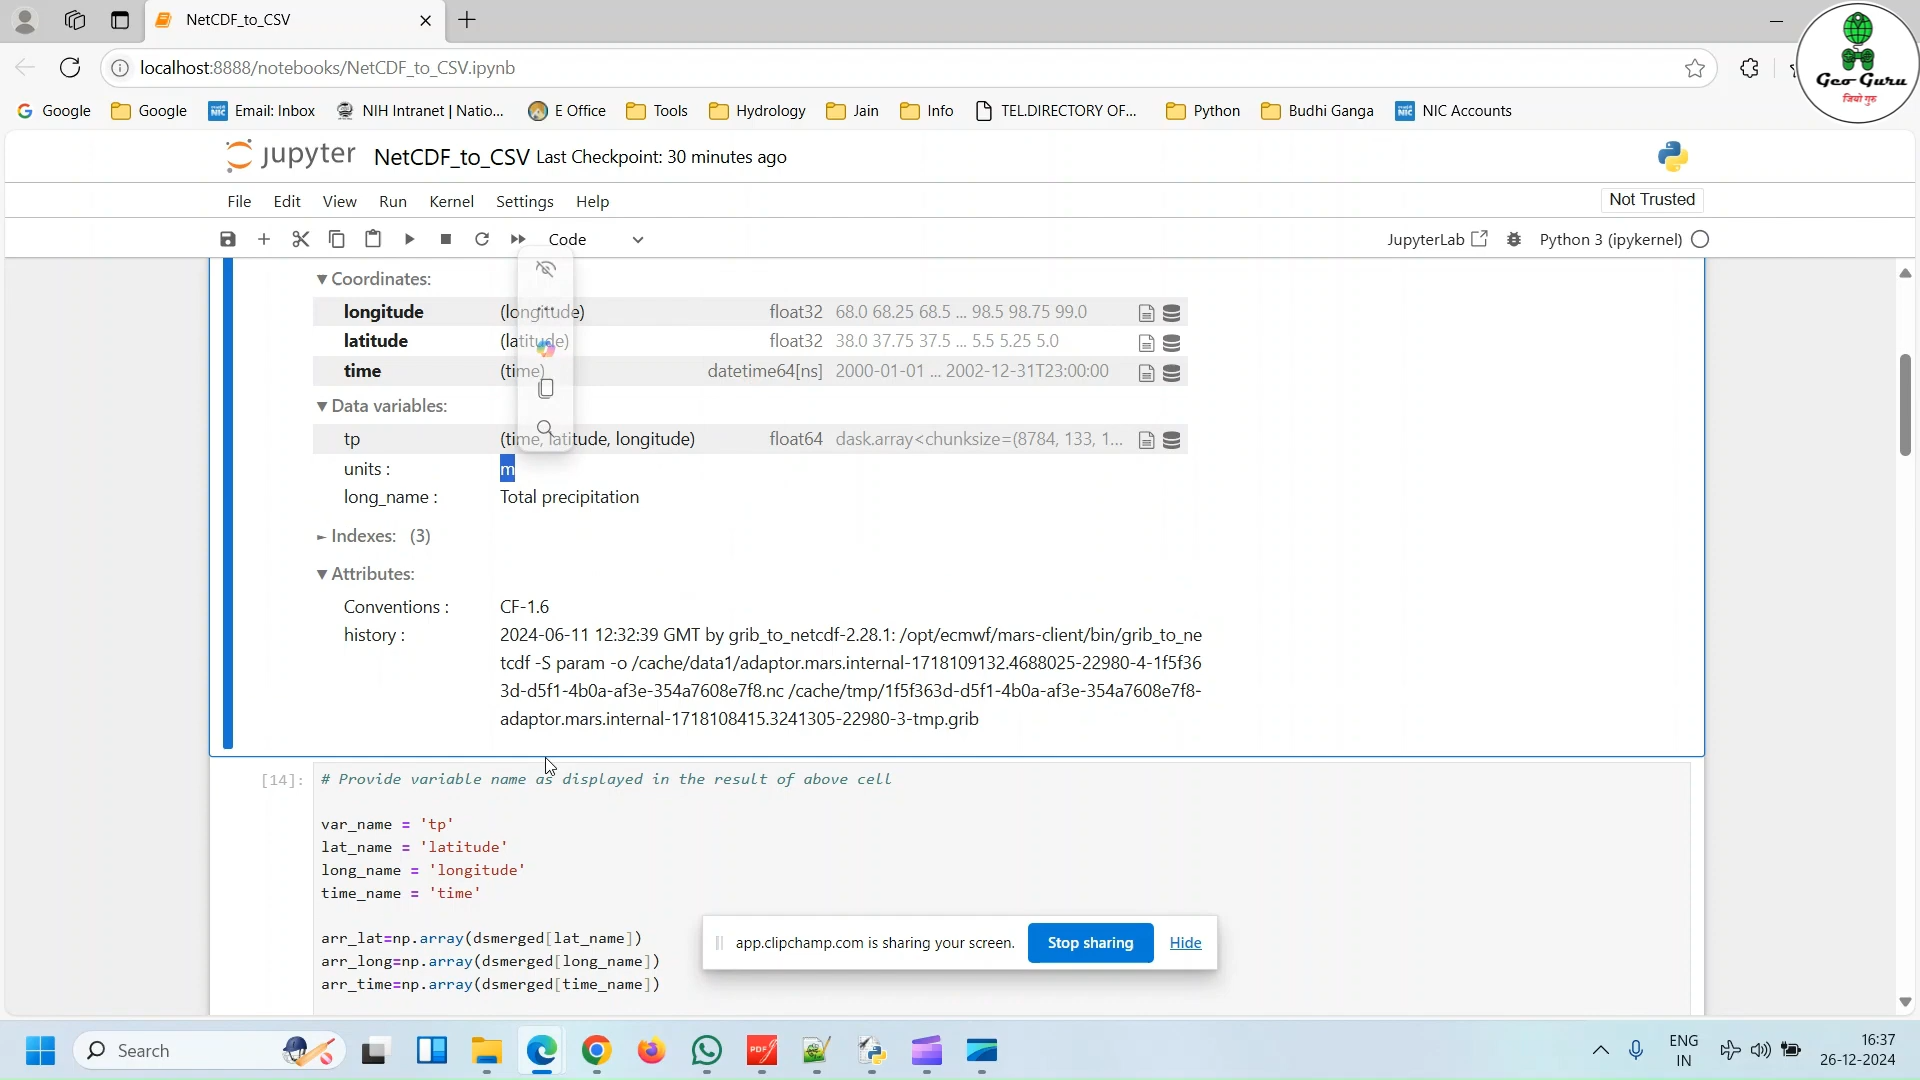 NetCDF_to_CSV
localhost:8888/notebooks/NetCDF_to_CSV.ipynb
Geo Guru
जियो गुरु
Google
Google
NIC
Email: Inbox
NIH Intranet | Natio...
E Office
Tools
Hydrology
Jain
Info
TEL.DIRECTORY OF...
Python
Budhi Ganga
NIC
NIC Accounts
jupyter
NetCDF_to_CSV Last Checkpoint: 30 minutes ago
File Edit View Run Kernel Settings Help
Not Trusted
Code
JupyterLab
Python 3 (ipykernel)
▼ Coordinates:
longitude (longitude) float32 68.0 68.25 68.5 ... 98.5 98.75 99.0
latitude (latitude) float32 38.0 37.75 37.5 ... 5.5 5.25 5.0
time (time) datetime64[ns] 2000-01-01 ... 2002-12-31T23:00:00
▼ Data variables:
tp (time, latitude, longitude) float64 dask.array<chunksize=(8784, 133, 1...
units : m
long_name : Total precipitation
► Indexes: (3)
▼ Attributes:
Conventions : CF-1.6
history : 2024-06-11 12:32:39 GMT by grib_to_netcdf-2.28.1: /opt/ecmwf/mars-client/bin/grib_to_ne
tcdf -S param -o /cache/data1/adaptor.mars.internal-1718109132.4688025-22980-4-1f5f36
3d-d5f1-4b0a-af3e-354a7608e7f8.nc /cache/tmp/1f5f363d-d5f1-4b0a-af3e-354a7608e7f8-
adaptor.mars.internal-1718108415.3241305-22980-3-tmp.grib
[14]: # Provide variable name as displayed in the result of above cell
var_name = 'tp'
lat_name = 'latitude'
long_name = 'longitude'
time_name = 'time'
arr_lat=np.array(dsmerged[lat_name])
arr_long=np.array(dsmerged[long_name])
arr_time=np.array(dsmerged[time_name])
app.clipchamp.com is sharing your screen.
Stop sharing
Hide
Search
PDF
ENG
IN
16:37
26-12-2024